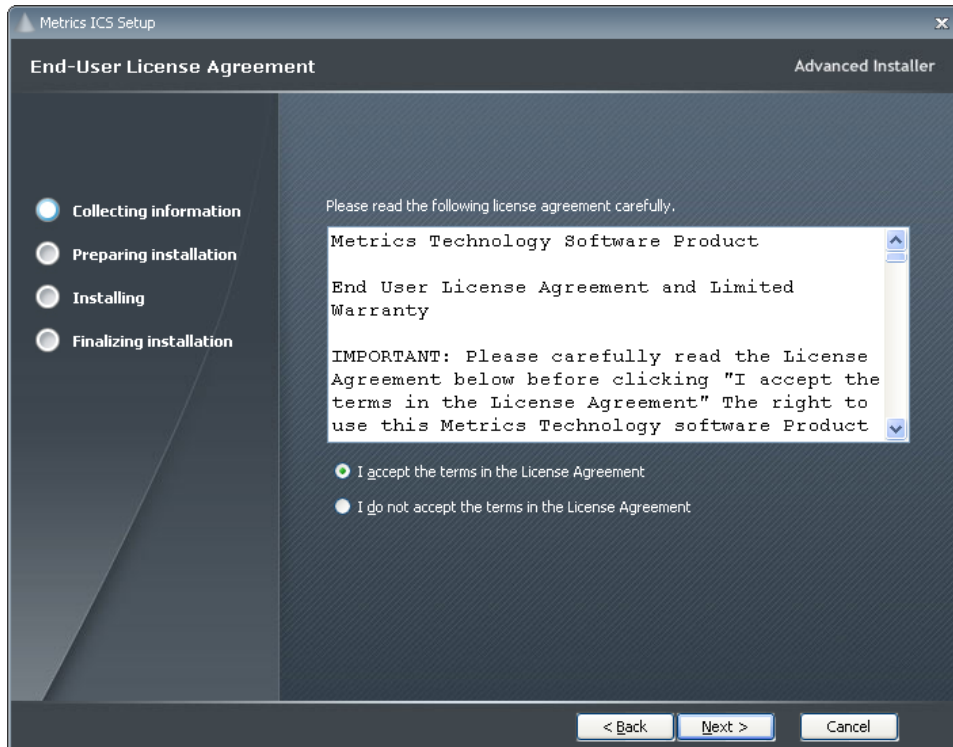 Metrics ICS Setup
End-User License Agreement
Advanced Installer
Collecting information
Preparing installation
Installing
Finalizing installation
Please read the following license agreement carefully.
Metrics Technology Software Product
End User License Agreement and Limited
Warranty
IMPORTANT: Please carefully read the License
Agreement below before clicking "I accept the
terms in the License Agreement" The right to
use this Metrics Technology software Product
I accept the terms in the License Agreement
I do not accept the terms in the License Agreement
< Back
Next >
Cancel